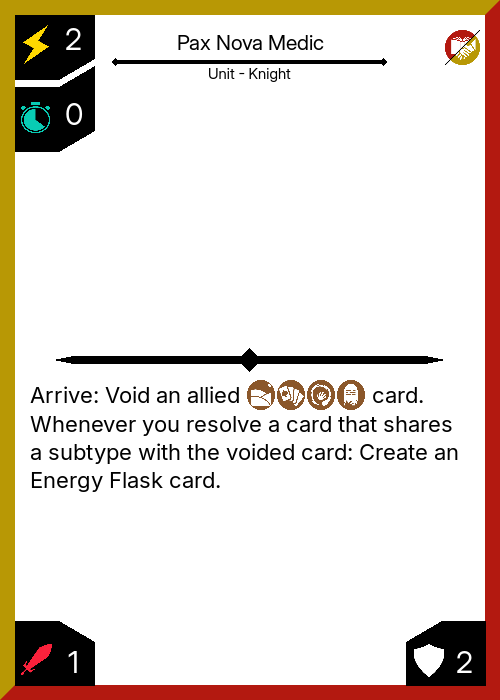 2
Pax Nova Medic
Unit - Knight
0
Arrive: Void an allied card.
Whenever you resolve a card that shares
a subtype with the voided card: Create an
Energy Flask card.
1
2